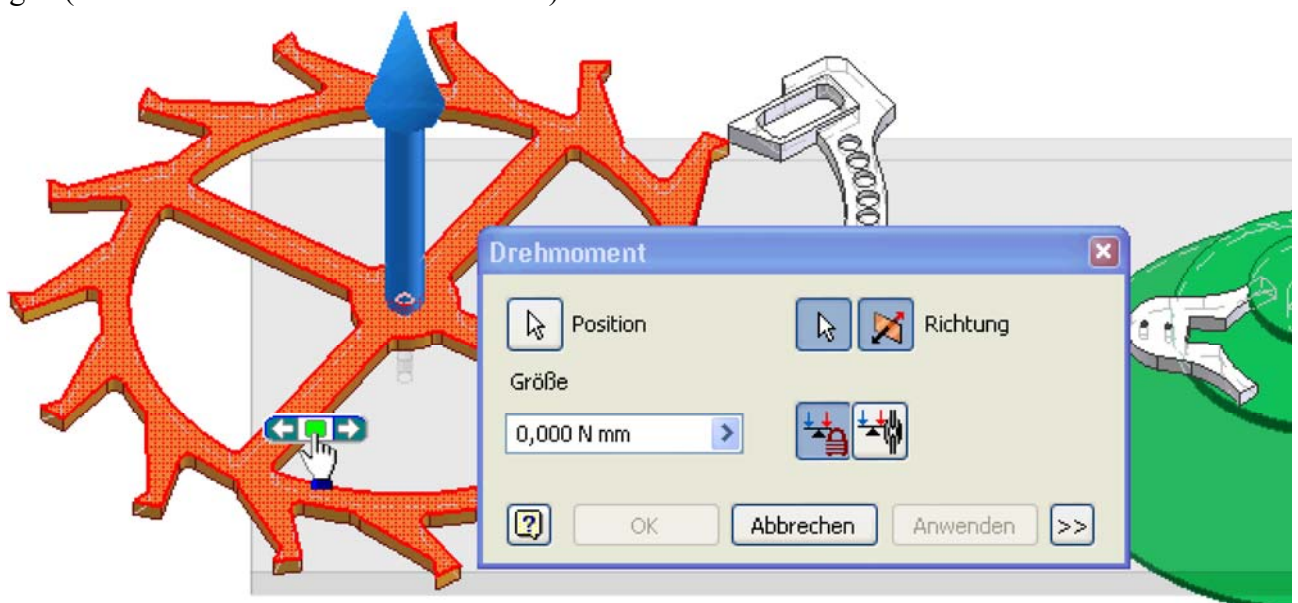 Drehmoment
Position
Richtung
Größe
0,000 N mm
OK
Abbrechen
Anwenden
>>